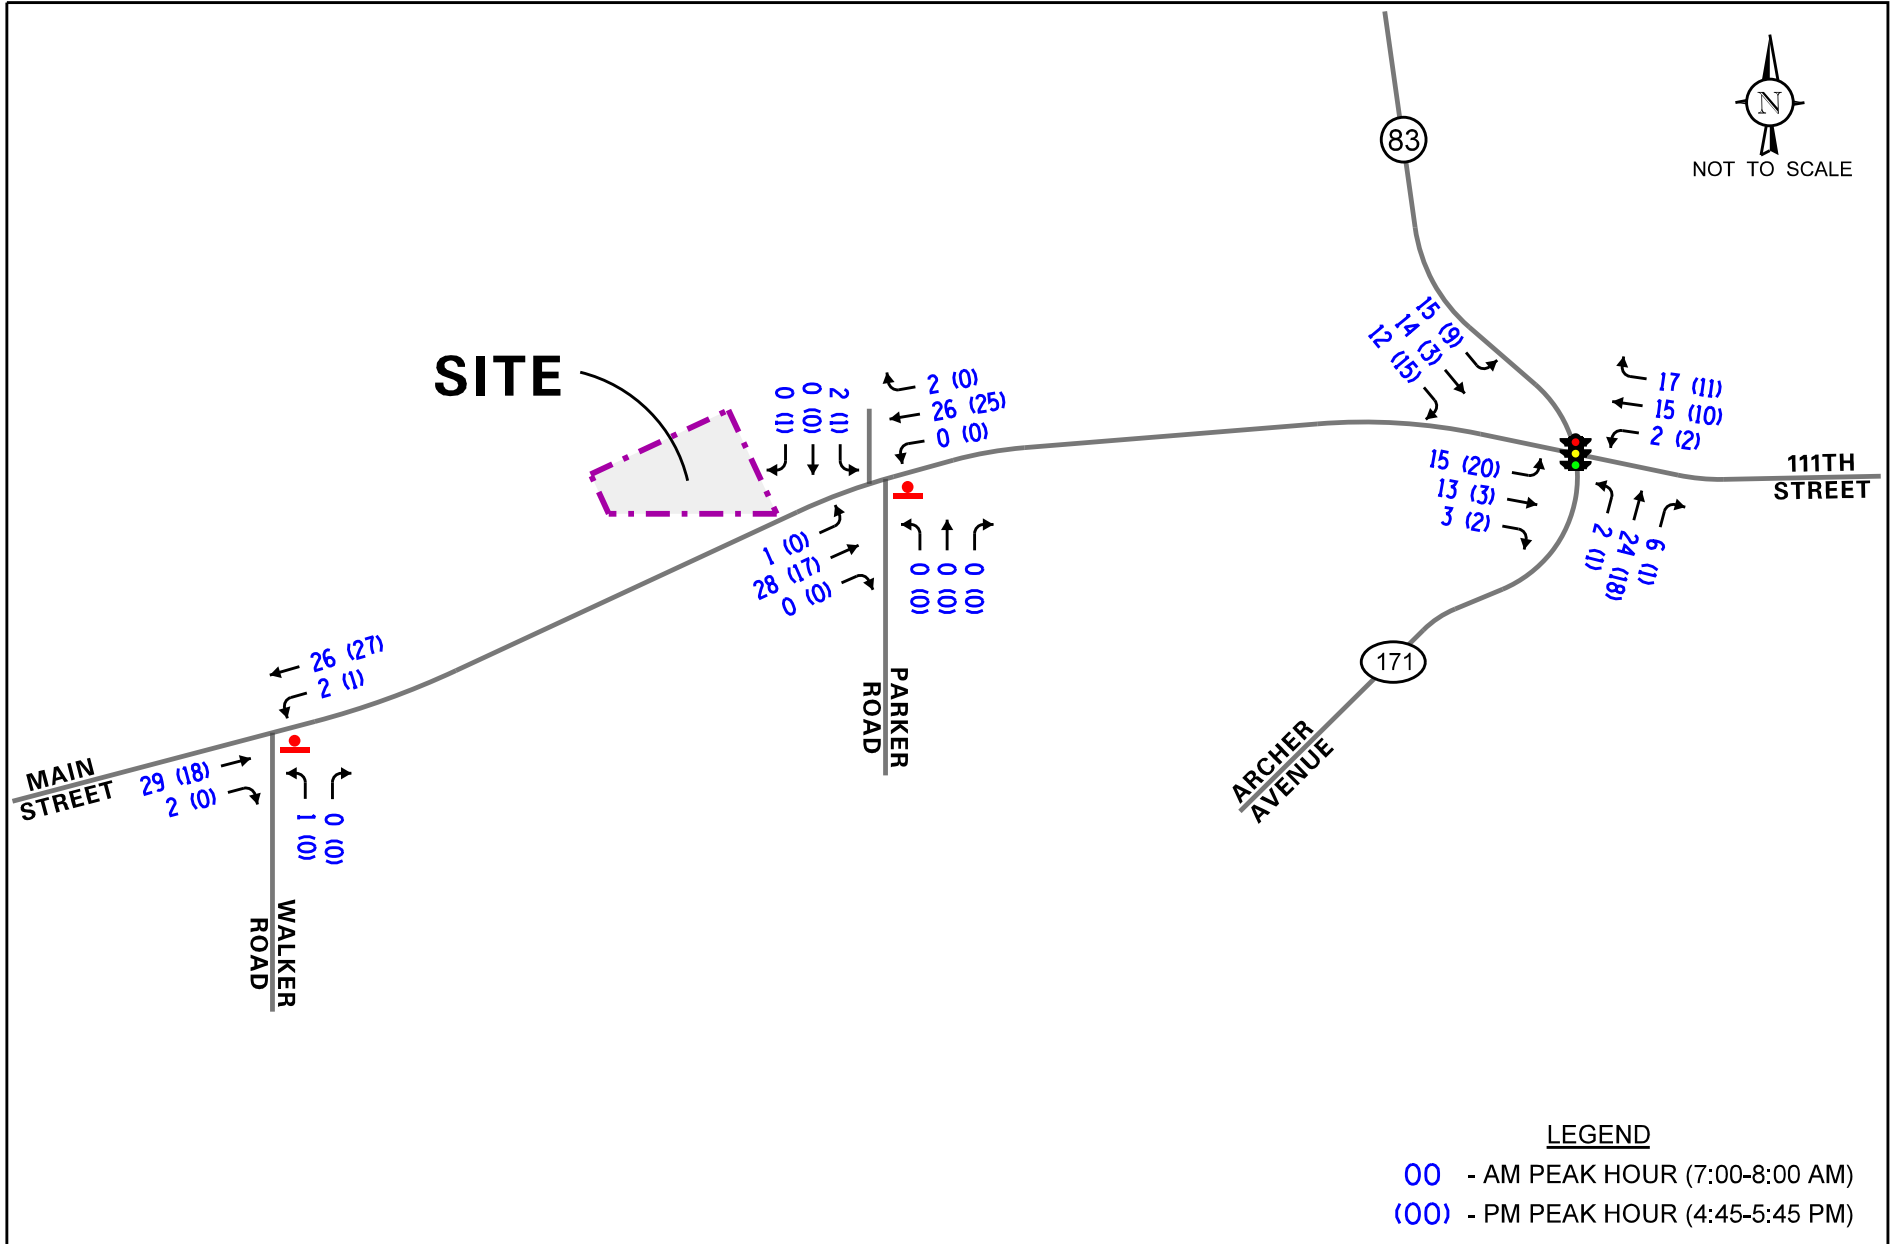 83
N
NOT TO SCALE
SITE
15 (9)
14 (3)
12 (15)
17 (11)
15 (10)
2 (2)
111TH
STREET
15 (20)
13 (3)
3 (2)
2 (1)
24 (18)
6 (1)
0 (1)
0 (0)
2 (1)
2 (0)
26 (25)
0 (0)
1 (0)
28 (17)
0 (0)
0 (0)
0 (0)
0 (0)
PARKER
ROAD
171
ARCHER
AVENUE
26 (27)
2 (1)
MAIN
STREET
29 (18)
2 (0)
1 (0)
0 (0)
WALKER
ROAD
LEGEND
00 - AM PEAK HOUR (7:00-8:00 AM)
(00) - PM PEAK HOUR (4:45-5:45 PM)